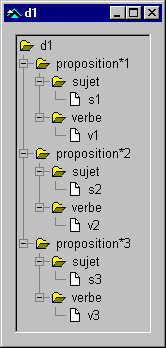 d1
d1
proposition*1
sujet
s1
verbe
v1
proposition*2
sujet
s2
verbe
v2
proposition*3
sujet
s3
verbe
v3